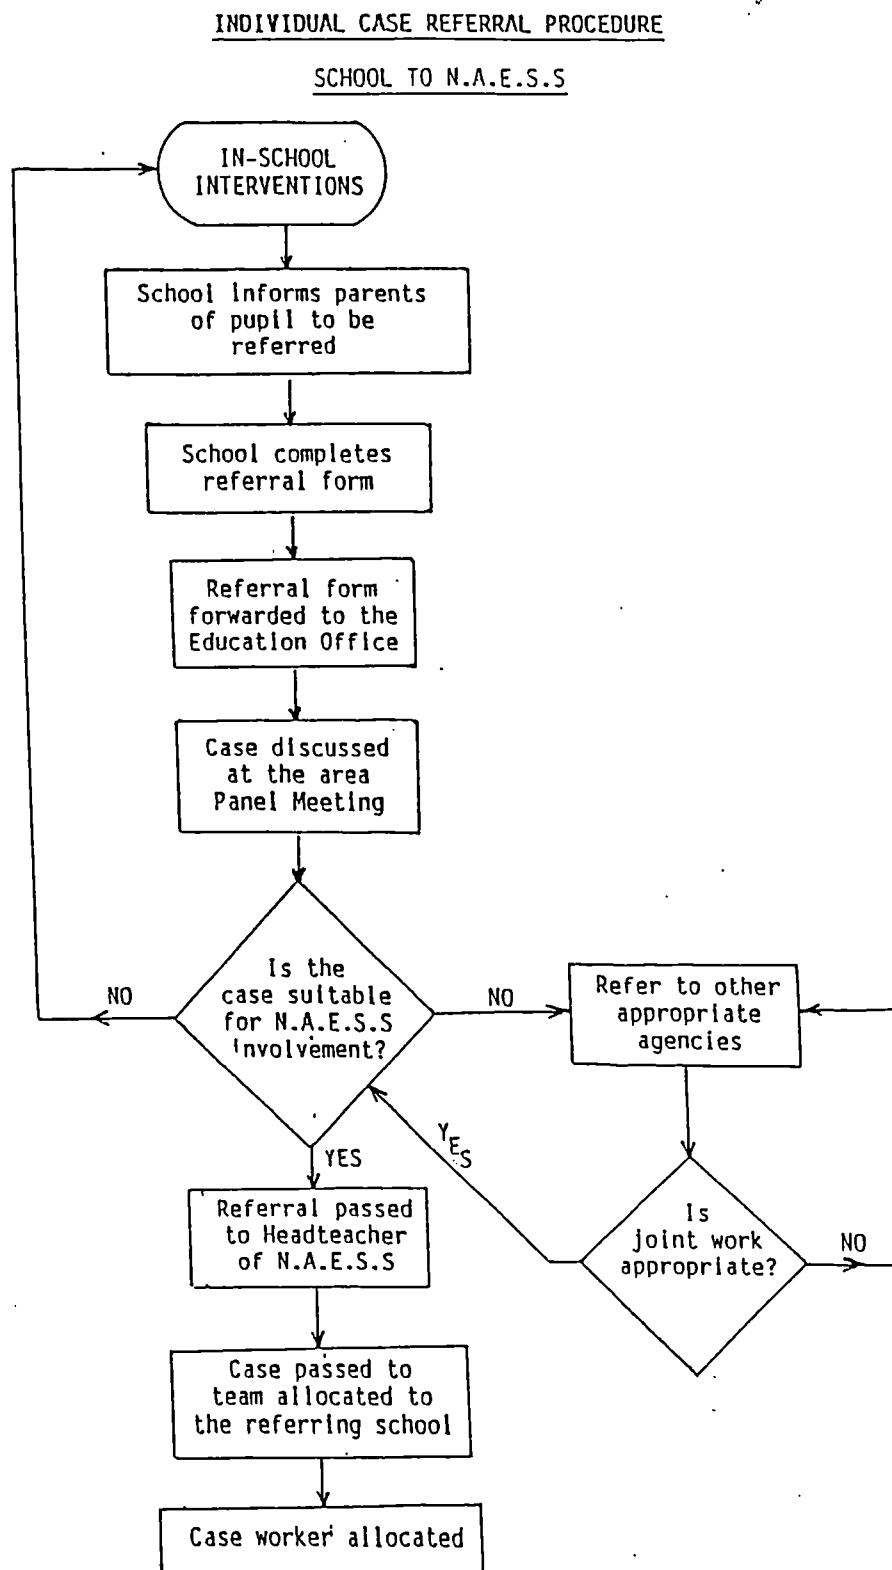 INDIVIDUAL CASE REFERRAL PROCEDURE
SCHOOL TO N.A.E.S.S
IN-SCHOOL
INTERVENTIONS
School Informs parents
of pupil to be
referred
School completes
referral form
Referral form
forwarded to the
Education Office
Case discussed
at the area
Panel Meeting
Is the
case suitable
for N.A.E.S.S
involvement?
NO
NO
Refer to other
appropriate
agencies
YES
Is
joint work
appropriate?
NO
YES
Referral passed
to Headteacher
of N.A.E.S.S
Case passed to
team allocated to
the referring school
Case worker allocated